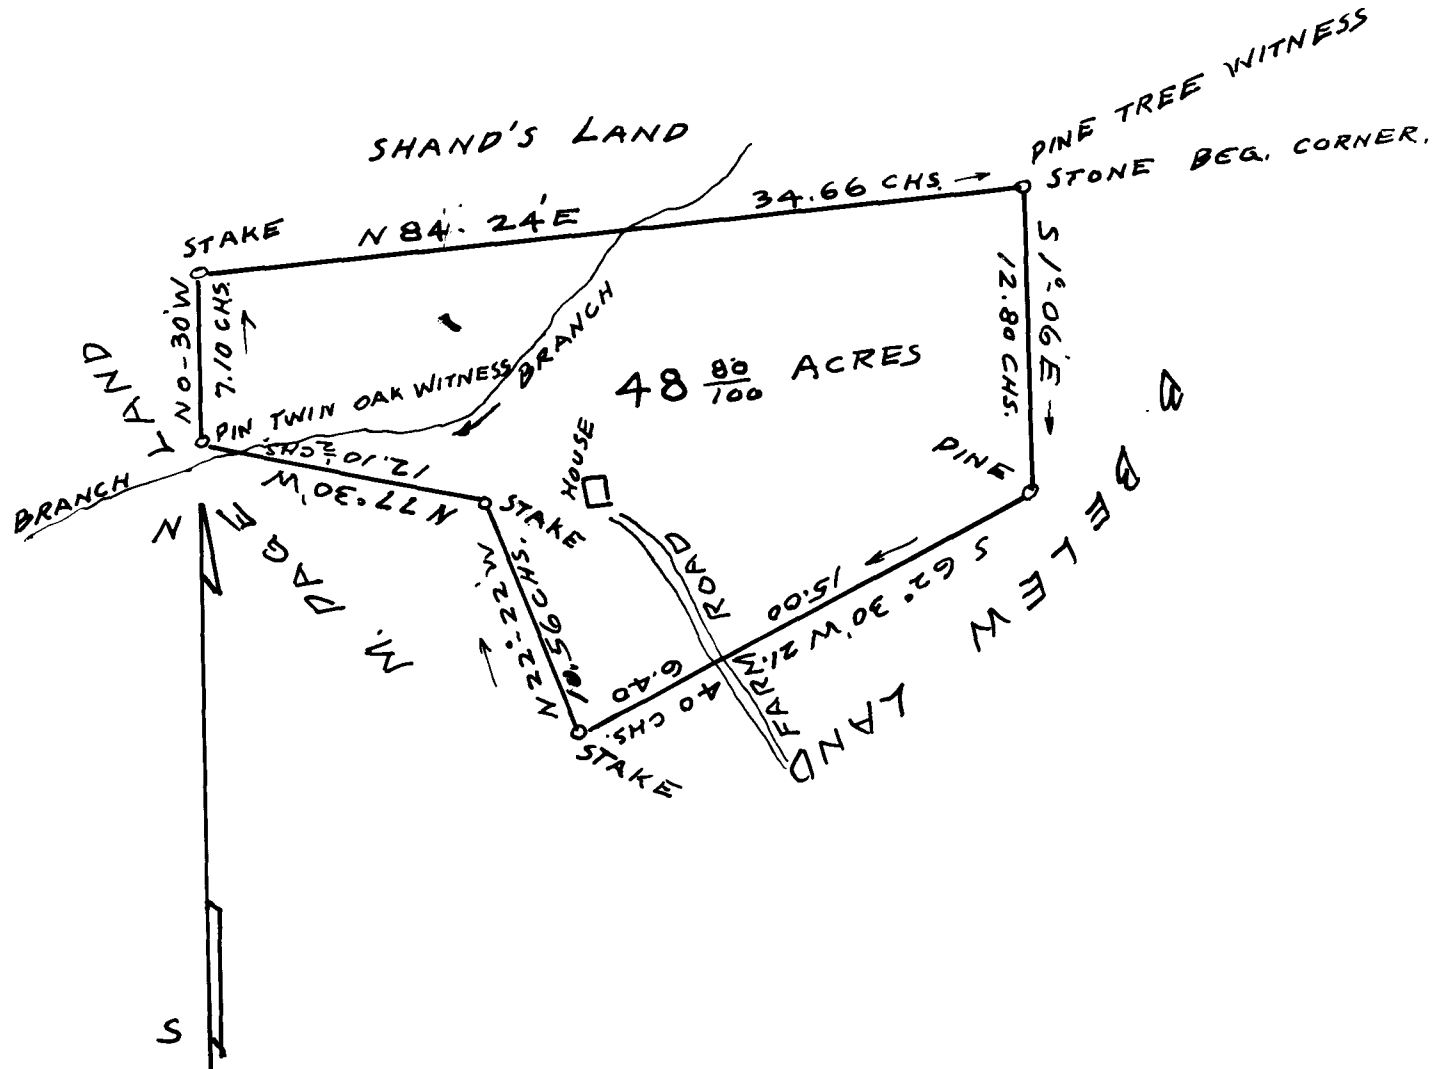 PINE TREE WITNESS
STONE BEG. CORNER.
SHAND'S LAND
34.66 CHS.
N 84°. 24' E
STAKE
N 0 - 30' W
7.10 CHS.
S 1° - 06' E
12.80 CHS.
BRANCH
48 80/100 ACRES
PIN TWIN OAK WITNESS
12.10 1/2 CHS
N 77° 30' W
BRANCH
STAKE
HOUSE
PINE
S 62° 30' W 21.
40 CHS.
15.00
6.40
FARM ROAD
N 22° - 22' W
56 CHS.
STAKE
M. PAGE LAND
BELEW LAND
N
S